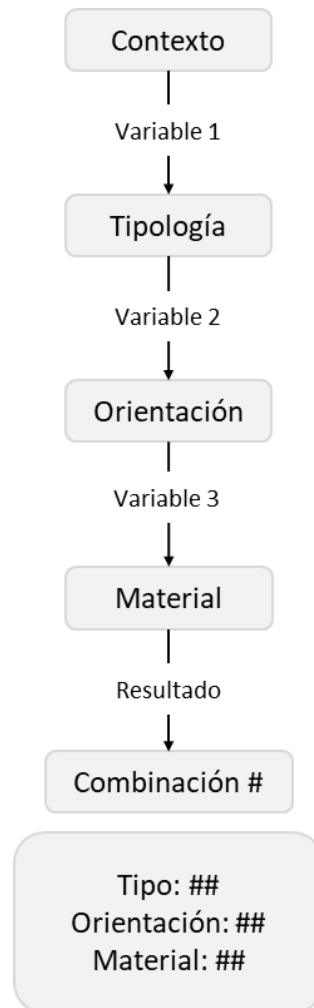 Contexto
Variable 1
Tipología
Variable 2
Orientación
Variable 3
Material
Resultado
Combinación #
Tipo: ##
Orientación: ##
Material: ##